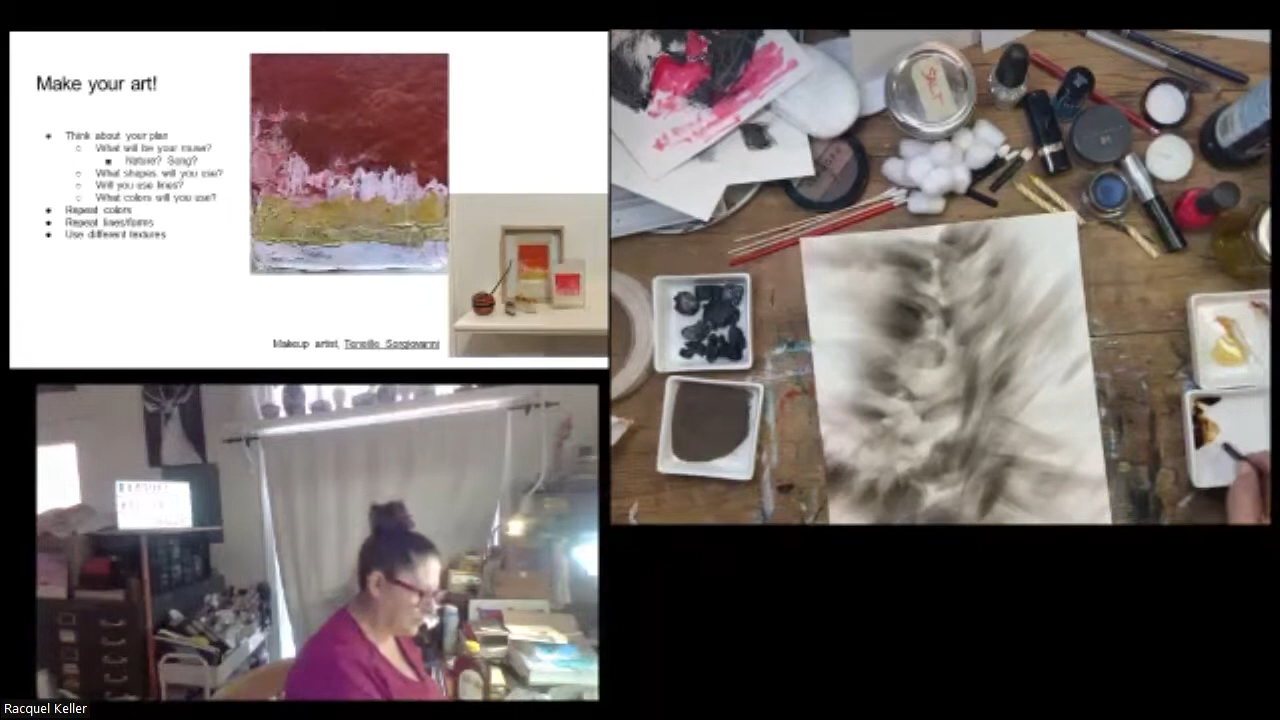 Make your art!
● Think about your plan
○ What will be your muse?
■ Nature? Song?
○ What shapes will you use?
○ Will you use lines?
○ What colors will you use?
● Repeat colors
● Repeat lines/forms
● Use different textures
Makeup artist,
SALT
Racquel Keller